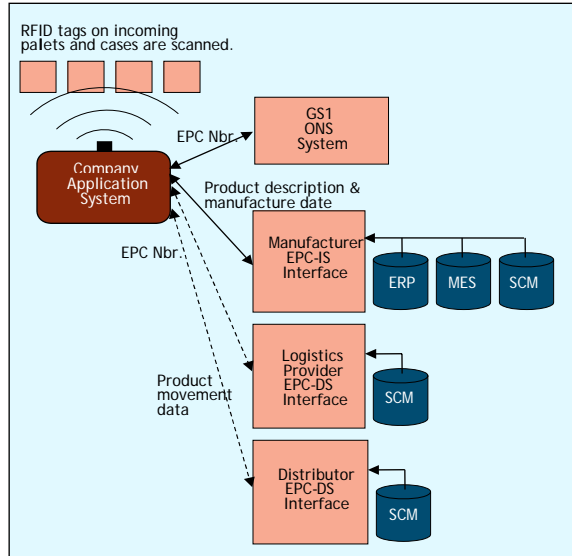 RFID tags on incoming
palets and cases are scanned.
EPC Nbr.
GS1
ONS
System
Company
Application
System
Product description &
manufacture date
EPC Nbr.
Manufacturer
EPC-IS
Interface
ERP
MES
SCM
Logistics
Provider
EPC-DS
Interface
SCM
Product
movement
data
Distributor
EPC-DS
Interface
SCM